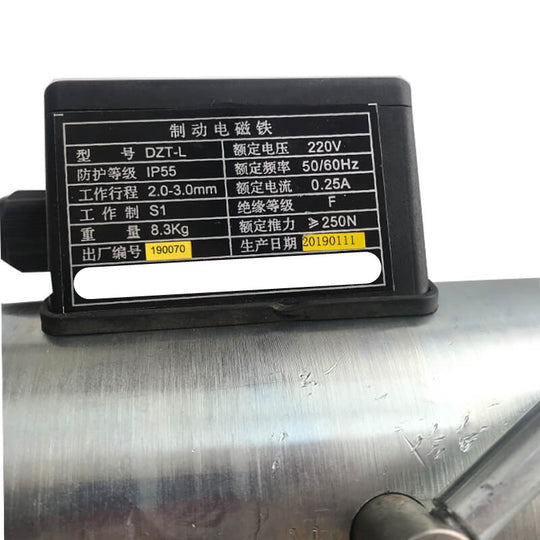 制动电磁铁
型号 DZT-L 额定电压 220V
防护等级 IP55 额定频率 50/60Hz
工作行程 2.0-3.0mm 额定电流 0.25A
工作制 S1 绝缘等级 F
重量 8.3Kg 额定推力 ≥250N
出厂编号 190070 生产日期 20190111